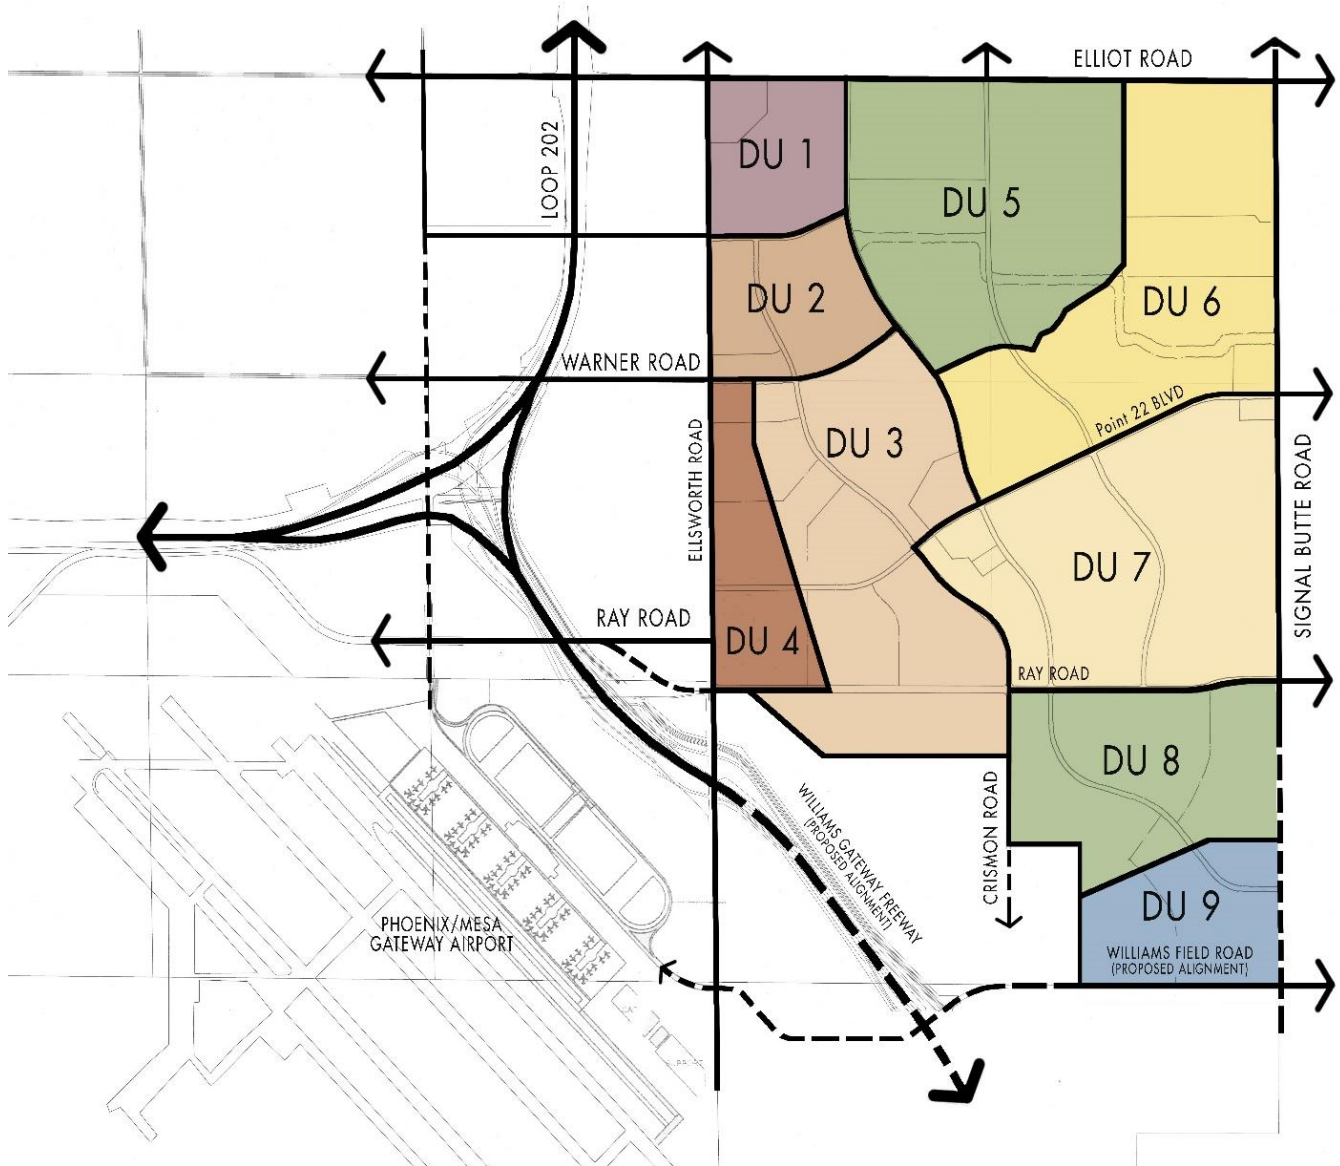 ELLIOT ROAD
LOOP 202
DU 1
DU 5
DU 2
DU 6
WARNER ROAD
Point 22 BLVD
DU 3
ELLSWORTH ROAD
SIGNAL BUTTE ROAD
DU 7
RAY ROAD
DU 4
RAY ROAD
DU 8
WILLIAMS GATEWAY FREEWAY
(PROPOSED ALIGNMENT)
CRISMON ROAD
PHOENIX/MESA
GATEWAY AIRPORT
DU 9
WILLIAMS FIELD ROAD
(PROPOSED ALIGNMENT)